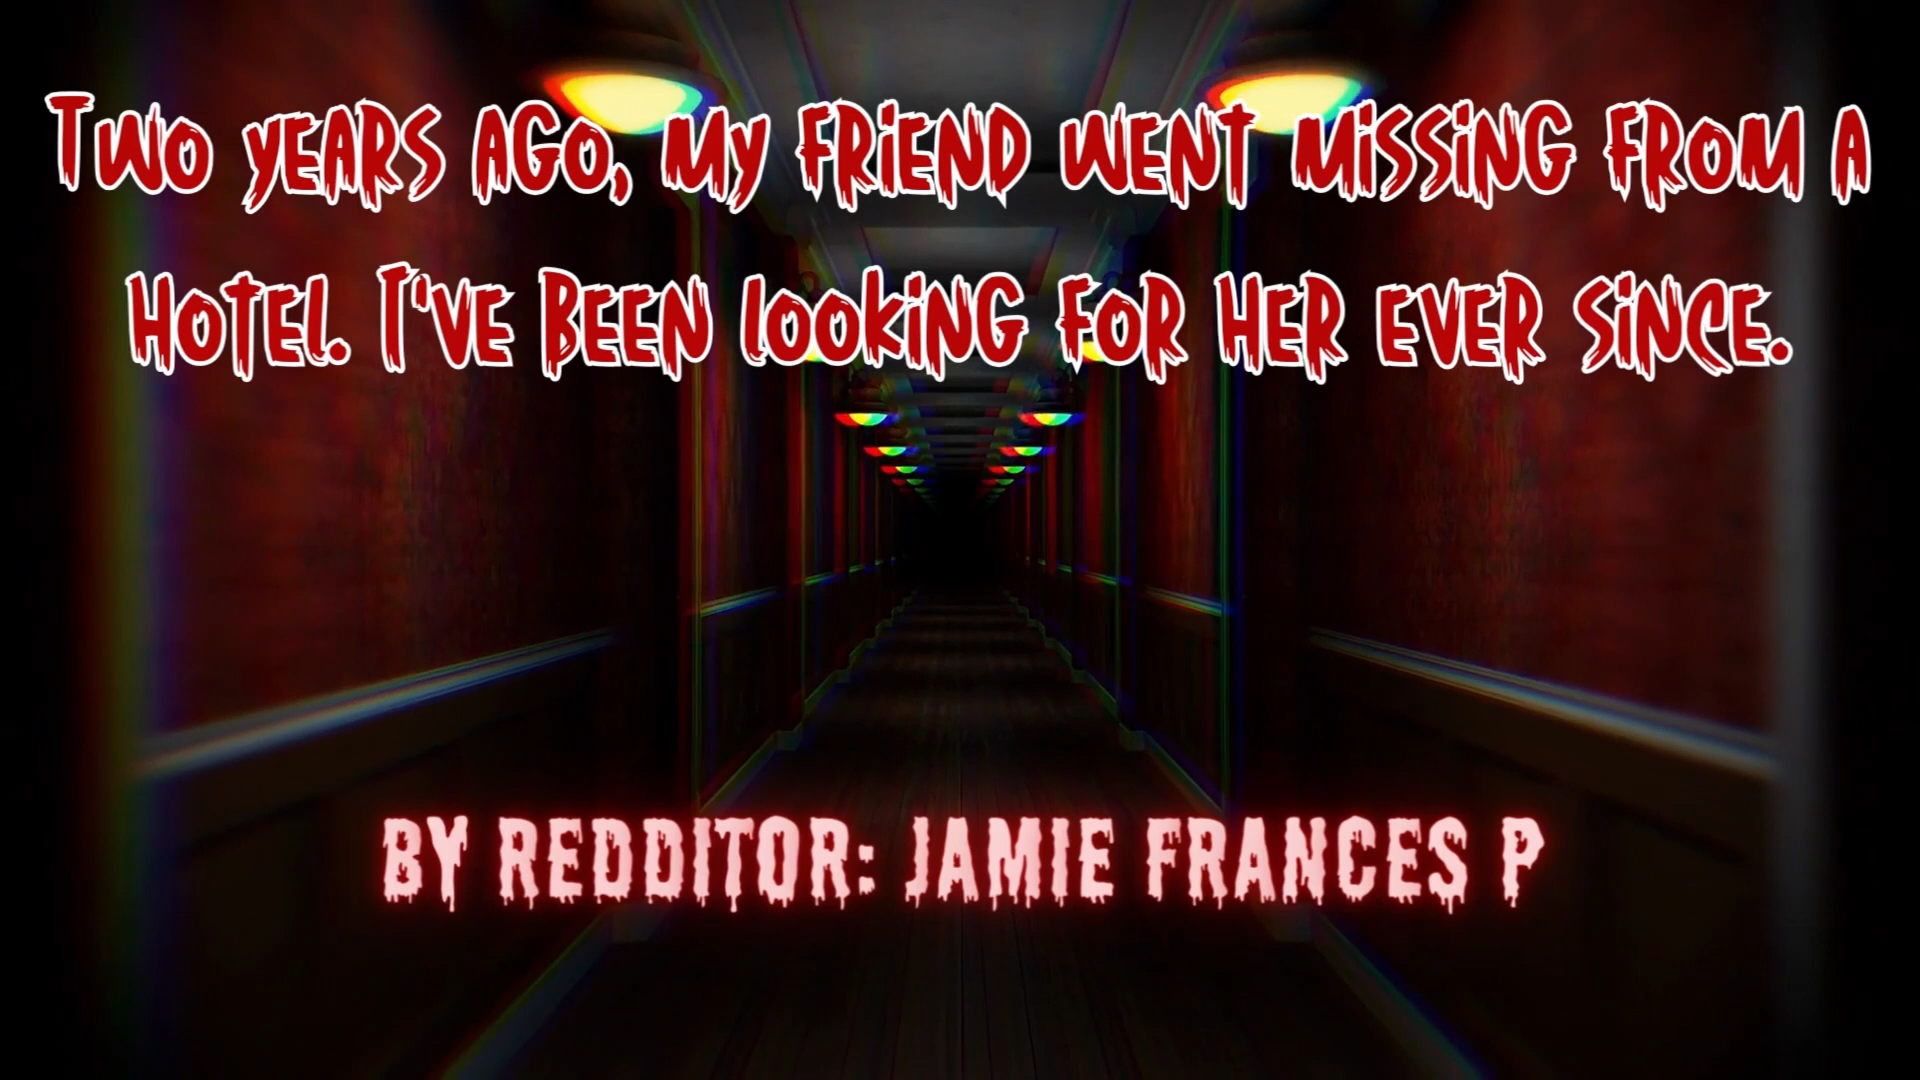 Two years ago, my friend went missing from a
hotel. I've been looking for her ever since.
BY REDDITOR: JAMIE FRANCES P